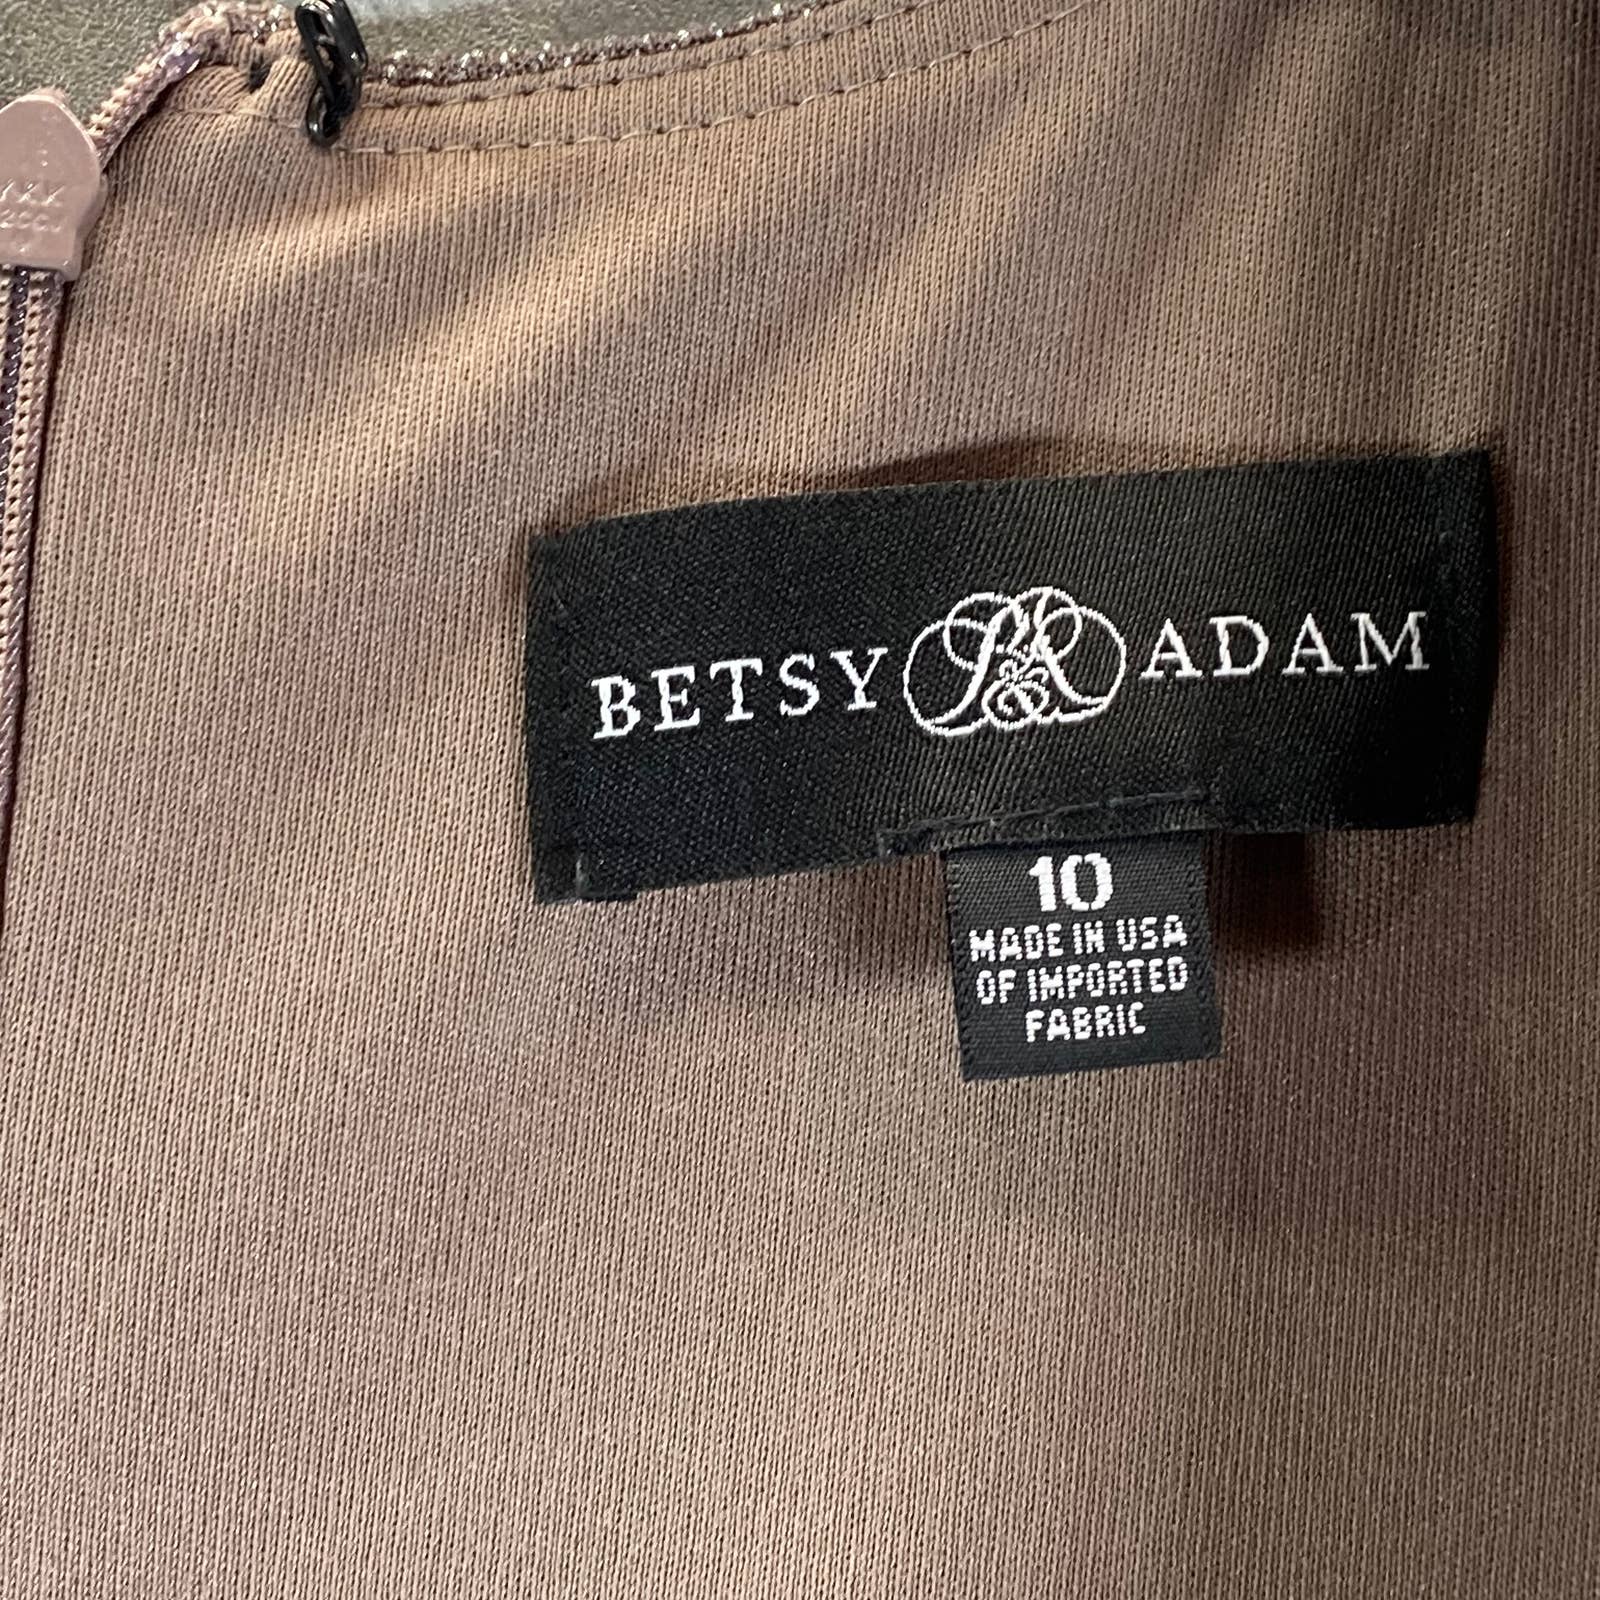 BETSY ADAM
10
MADE IN USA
OF IMPORTED
FABRIC